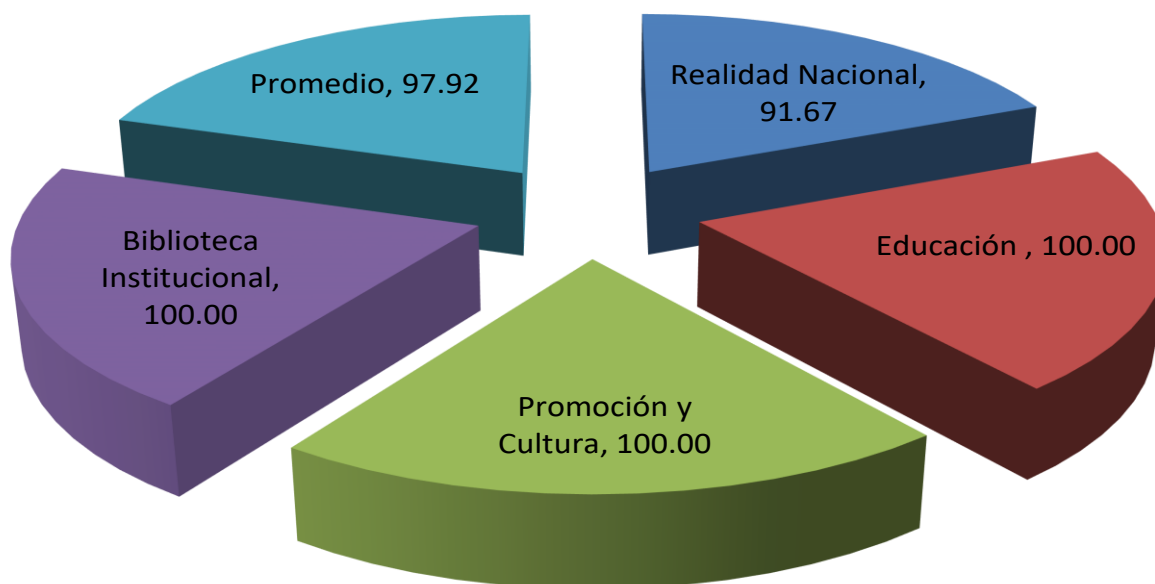 Promedio, 97.92
Realidad Nacional,
91.67
Biblioteca
Institucional,
100.00
Educación , 100.00
Promoción y
Cultura, 100.00